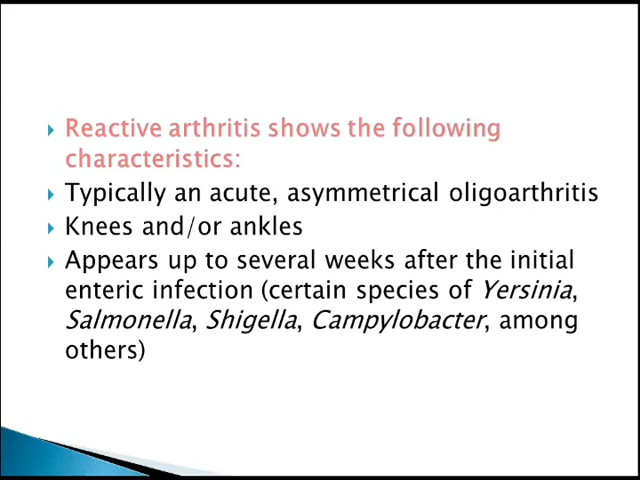 Reactive arthritis shows the following
characteristics:
Typically an acute, asymmetrical oligoarthritis
Knees and/or ankles
Appears up to several weeks after the initial
enteric infection (certain species of Yersinia,
Salmonella, Shigella, Campylobacter, among
others)